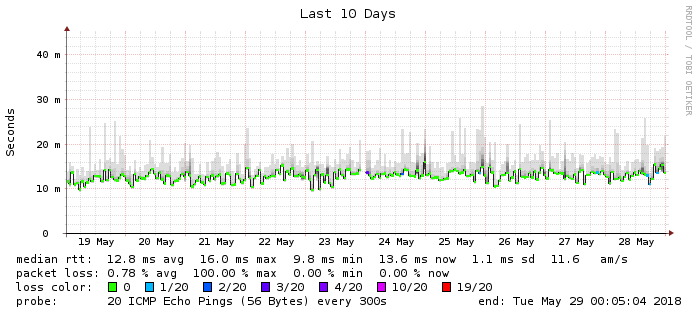 Last 10 Days
RRDTOOL / TOBI OETIKER
Seconds
40 m
30 m
20 m
10 m
0
19 May 20 May 21 May 22 May 23 May 24 May 25 May 26 May 27 May 28 May
median rtt: 12.8 ms avg 16.0 ms max 9.8 ms min 13.6 ms now 1.1 ms sd 11.6 am/s
packet loss: 0.78 % avg 100.00 % max 0.00 % min 0.00 % now
loss color: 0 1/20 2/20 3/20 4/20 10/20 19/20
probe: 20 ICMP Echo Pings (56 Bytes) every 300s end: Tue May 29 00:05:04 2018